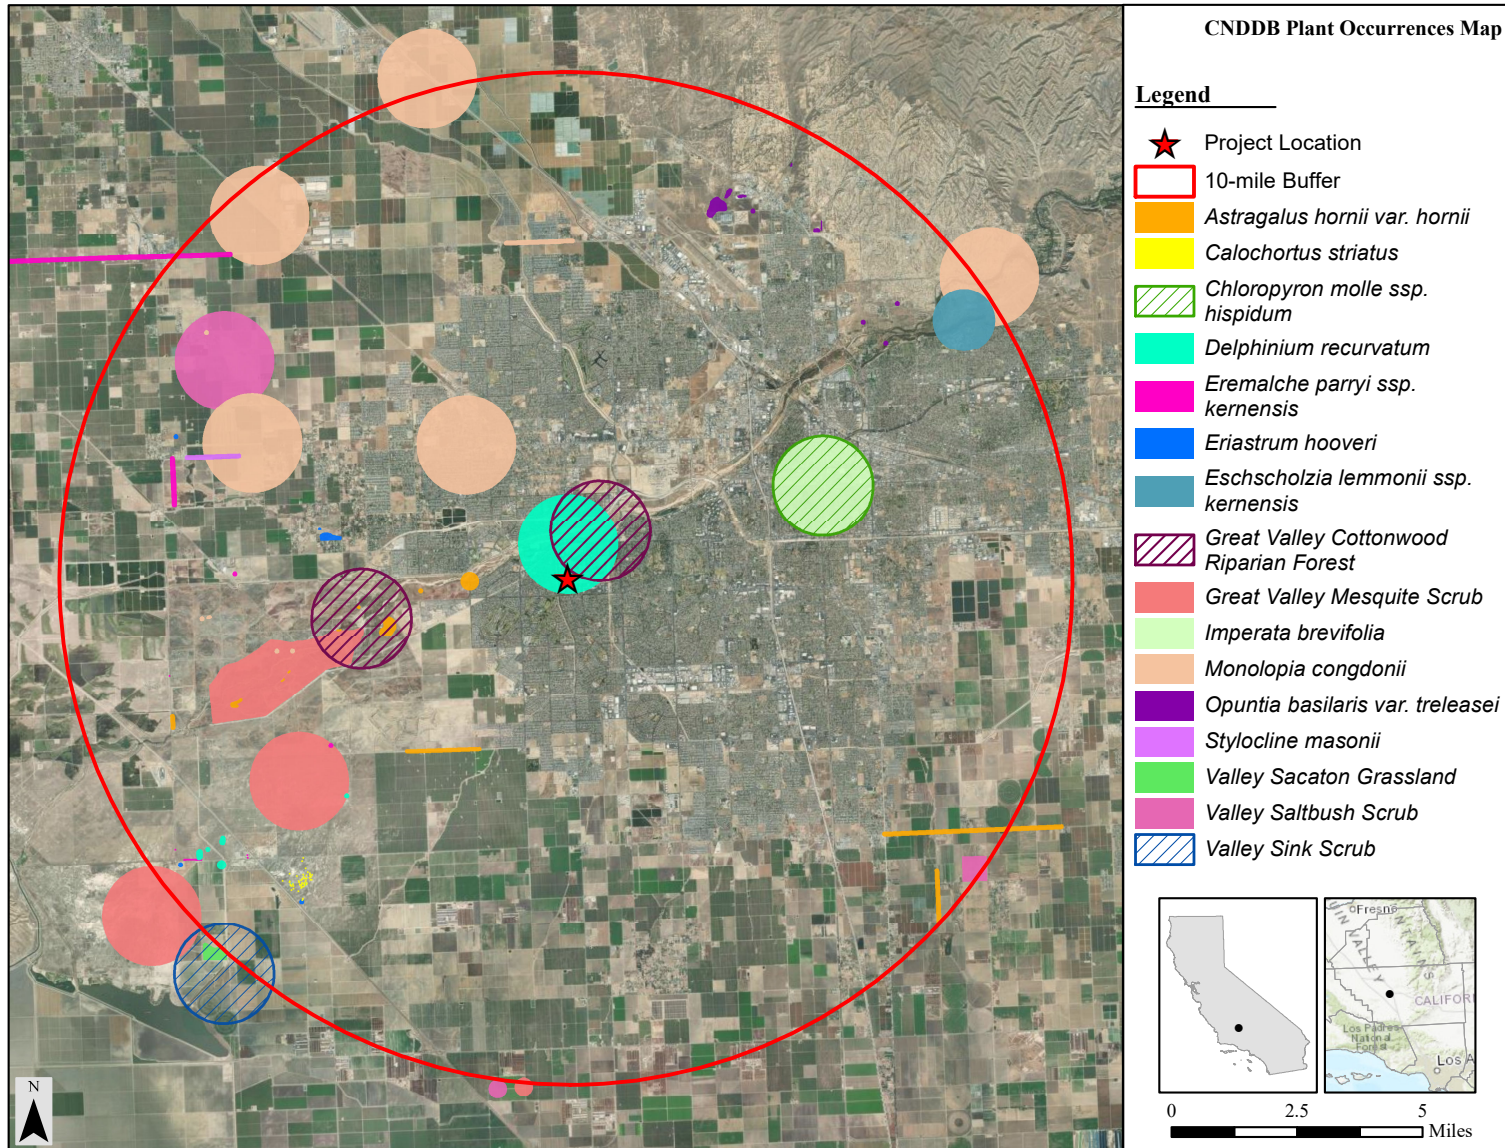 CNDDB Plant Occurrences Map
Legend
Project Location
10-mile Buffer
Astragalus hornii var. hornii
Calochortus striatus
Chloropyron molle ssp.
hispidum
Delphinium recurvatum
Eremalche parryi ssp.
kernensis
Eriastrum hooveri
Eschscholzia lemmonii ssp.
kernensis
Great Valley Cottonwood
Riparian Forest
Great Valley Mesquite Scrub
Imperata brevifolia
Monolopia congdonii
Opuntia basilaris var. treleasei
Stylocline masonii
Valley Sacaton Grassland
Valley Saltbush Scrub
Valley Sink Scrub
Fresno
VALLEY
CALIFOR
Los Padres
National
Forest
Los A
N
0 2.5 5
Miles